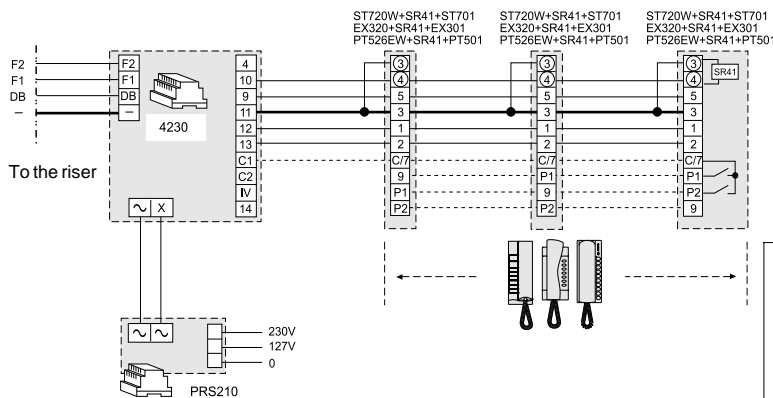 ST720W+SR41+ST701
EX320+SR41+EX301
PT526EW+SR41+PT501
ST720W+SR41+ST701
EX320+SR41+EX301
PT526EW+SR41+PT501
ST720W+SR41+ST701
EX320+SR41+EX301
PT526EW+SR41+PT501
F2
F1
DB
–
F2
F1
DB
–
4230
4
10
9
11
12
13
C1
C2
IV
14
~ X
To the riser
3
4
5
3
1
2
C/7
9
P1
P2
3
4
5
3
1
2
C/7
P1
9
P2
3
4
5
3
1
2
C/7
P1
P2
9
SR41
~ ~
230V
127V
0
PRS210